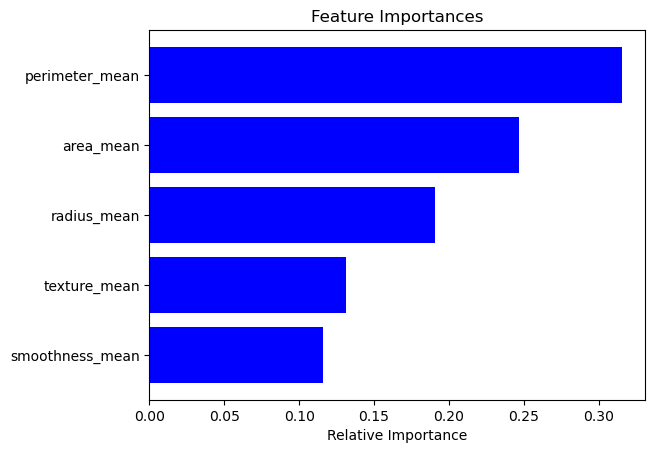 Feature Importances
perimeter_mean
area_mean
radius_mean
texture_mean
smoothness_mean
0.00 0.05 0.10 0.15 0.20 0.25 0.30
Relative Importance